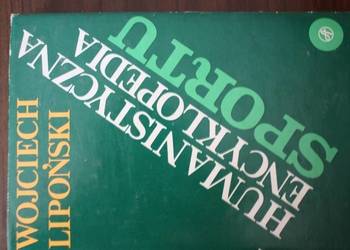 WOJCIECH
LIPOŃSKI
HUMANISTYCZNA
ENCYKLOPEDIA
SPORTU